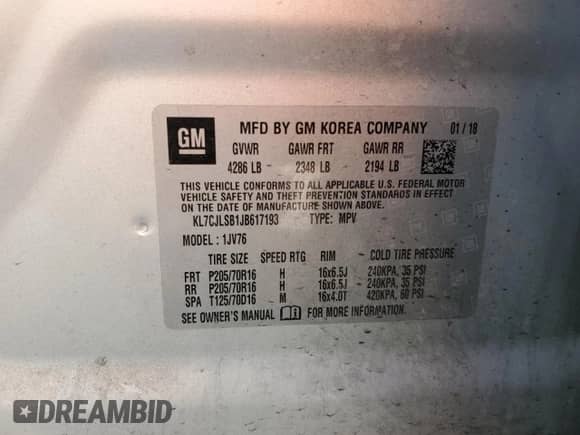 GM
MFD BY GM KOREA COMPANY 01/18
GVWR GAWR FRT GAWR RR
4286 LB 2348 LB 2194 LB
THIS VEHICLE CONFORMS TO ALL APPLICABLE U.S. FEDERAL MOTOR
VEHICLE SAFETY AND THEFT PREVENTION STANDARDS IN EFFECT
ON THE DATE OF MANUFACTURE SHOWN ABOVE.
KL7CJLSB1JB617193 TYPE: MPV
MODEL: 1JV76
TIRE SIZE SPEED RTG RIM COLD TIRE PRESSURE
FRT P205/70R16 H 16x6.5J 240KPA, 35 PSI
RR P205/70R16 H 16x6.5J 240KPA, 35 PSI
SPA T125/70D16 M 16x4.0T 420KPA, 60 PSI
SEE OWNER'S MANUAL FOR MORE INFORMATION.
DREAMBID